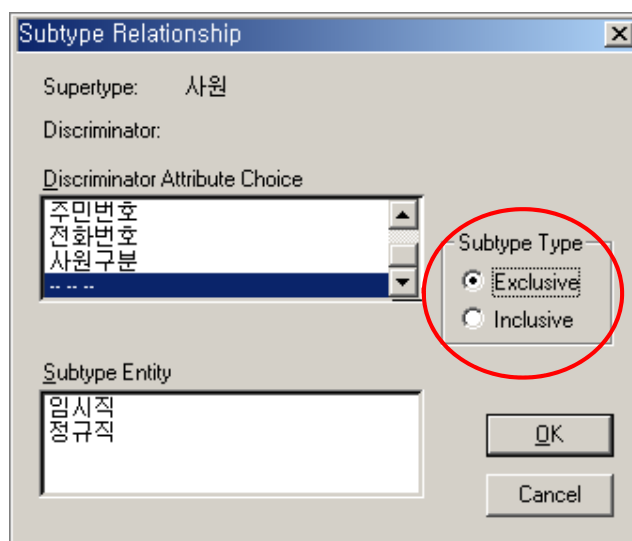 Subtype Relationship
Supertype: 사원
Discriminator:
Discriminator Attribute Choice
주민번호
전화번호
사원구분
-- -- --
Subtype Type
Exclusive
Inclusive
Subtype Entity
임시직
정규직
OK
Cancel